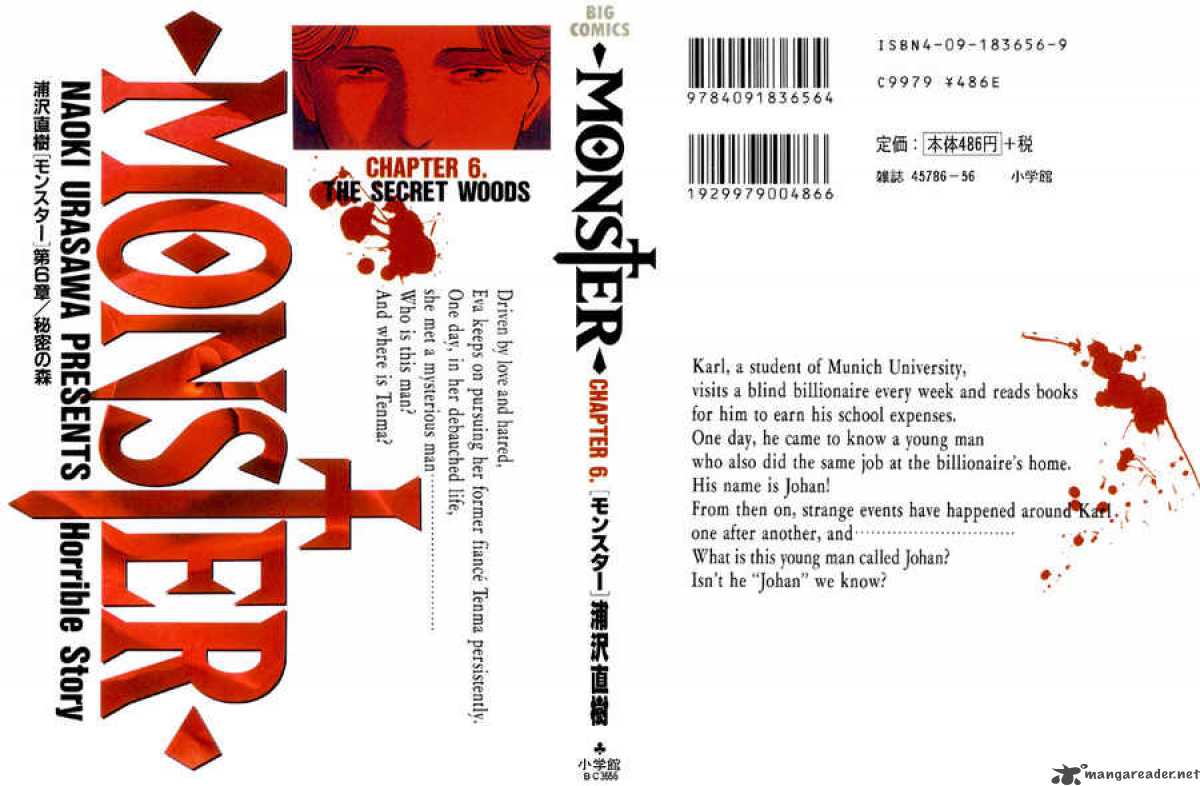 MONSTER
NAOKI URASAWA PRESENTS Horrible Story
浦沢直樹[モンスター]第6章/秘密の森
CHAPTER 6.
THE SECRET WOODS
Driven by love and hatred,
Eva keeps on pursuing her former fiancé Tenma persistently.
One day, in her debauched life,
she met a mysterious man…………………………
Who is this man?
And where is Tenma?
BIG
COMICS
MONSTER
CHAPTER 6.
[モンスター]
浦沢直樹
小学館
BC3656
9784091836564
ISBN4-09-183656-9
C9979 ¥486E
1929979004866
定価:本体486円+税
雑誌 45786-56 小学館
Karl, a student of Munich University,
visits a blind billionaire every week and reads books
for him to earn his school expenses.
One day, he came to know a young man
who also did the same job at the billionaire's home.
His name is Johan!
From then on, strange events have happened around Karl,
one after another, and…………………………
What is this young man called Johan?
Isn't he "Johan" we know?
mangareader.net